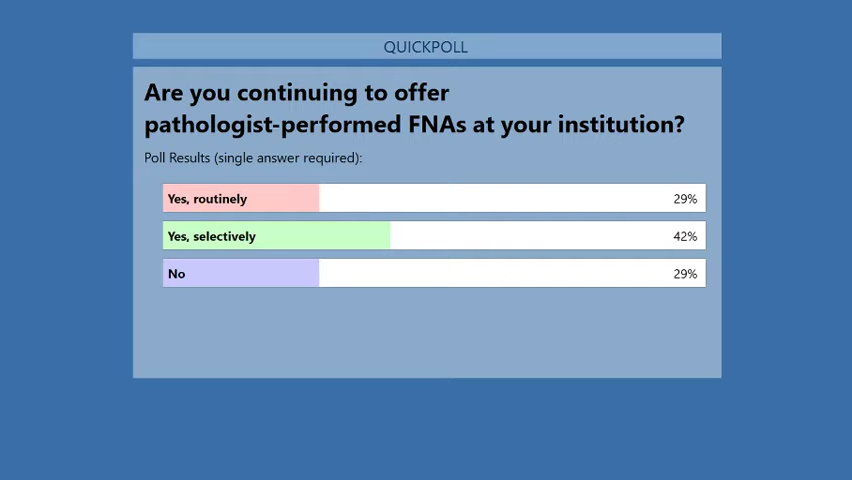 QUICKPOLL
Are you continuing to offer
pathologist-performed FNAs at your institution?
Poll Results (single answer required):
Yes, routinely 29%
Yes, selectively 42%
No 29%